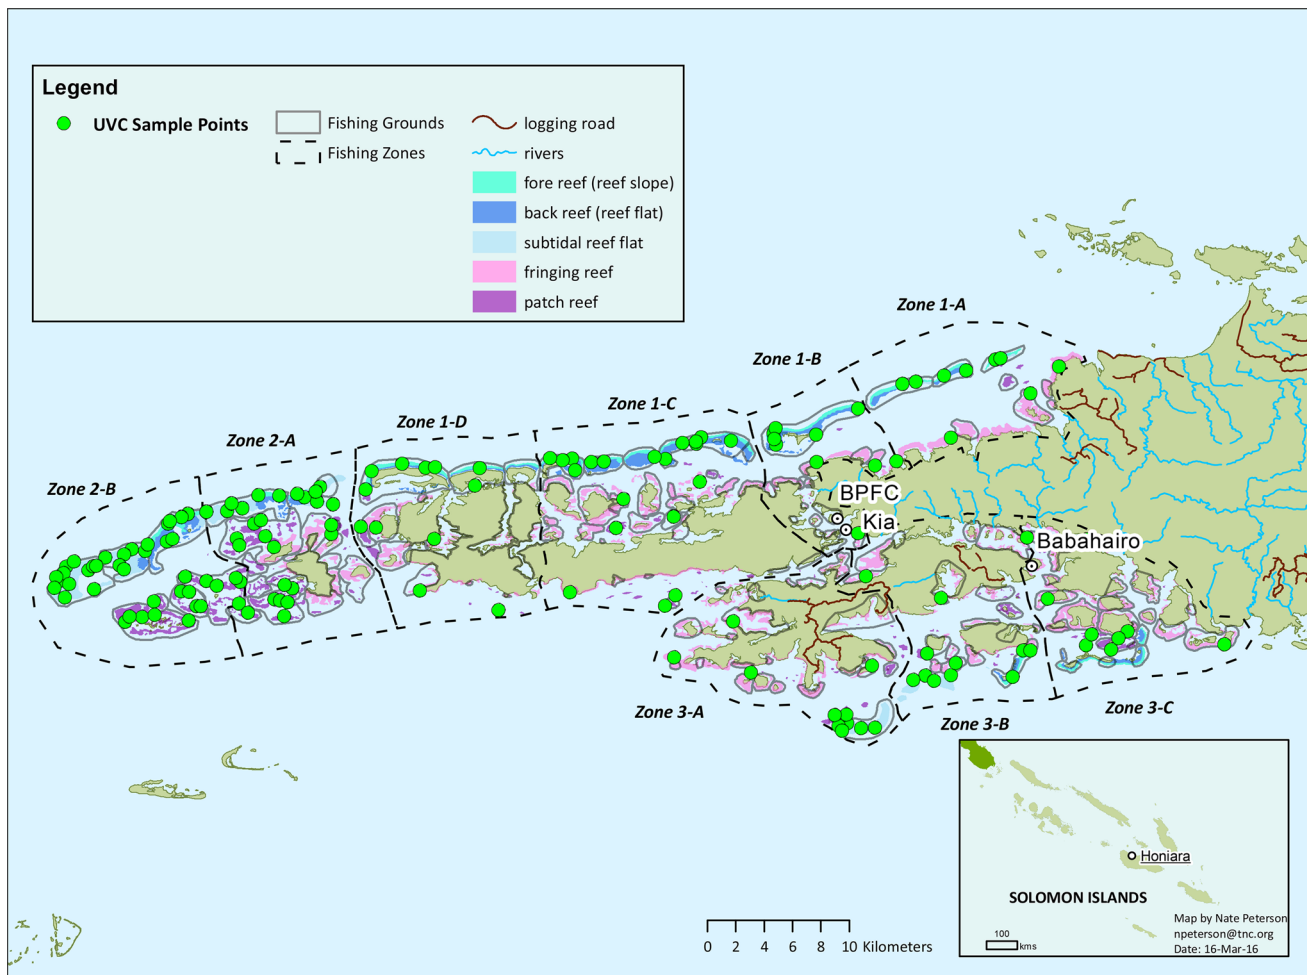 Legend
UVC Sample Points
Fishing Grounds
Fishing Zones
logging road
rivers
fore reef (reef slope)
back reef (reef flat)
subtidal reef flat
fringing reef
patch reef
Zone 1-A
Zone 1-B
Zone 1-C
Zone 1-D
Zone 2-A
Zone 2-B
BPFC
Kia
Babahairo
Zone 3-A
Zone 3-B
Zone 3-C
0 2 4 6 8 10 Kilometers
Honiara
SOLOMON ISLANDS
100
kms
Map by Nate Peterson
npeterson@tnc.org
Date: 16-Mar-16